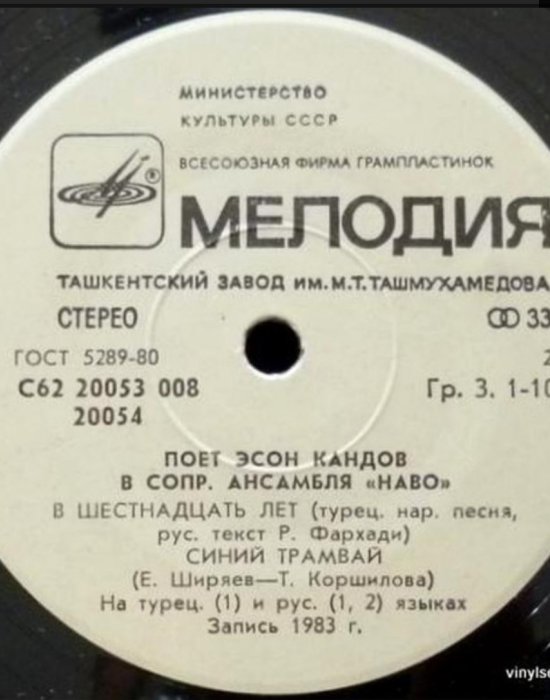 МИНИСТЕРСТВО
КУЛЬТУРЫ СССР
ВСЕСОЮЗНАЯ ФИРМА ГРАМПЛАСТИНОК
®
МЕЛОДИЯ
ТАШКЕНТСКИЙ ЗАВОД ИМ. М.Т. ТАШМУХАМЕДОВА
СТЕРЕО 33
ГОСТ 5289-80 2
С62 20053 008 Гр. 3. 1-10
20054
ПОЕТ ЭСОН КАНДОВ
В СОПР. АНСАМБЛЯ «НАВО»
В ШЕСТНАДЦАТЬ ЛЕТ (турец. нар. песня,
рус. текст Р. Фархади)
СИНИЙ ТРАМВАЙ
(Е. Ширяев—Т. Коршилова)
На турец. (1) и рус. (1, 2) языках
Запись 1983 г.